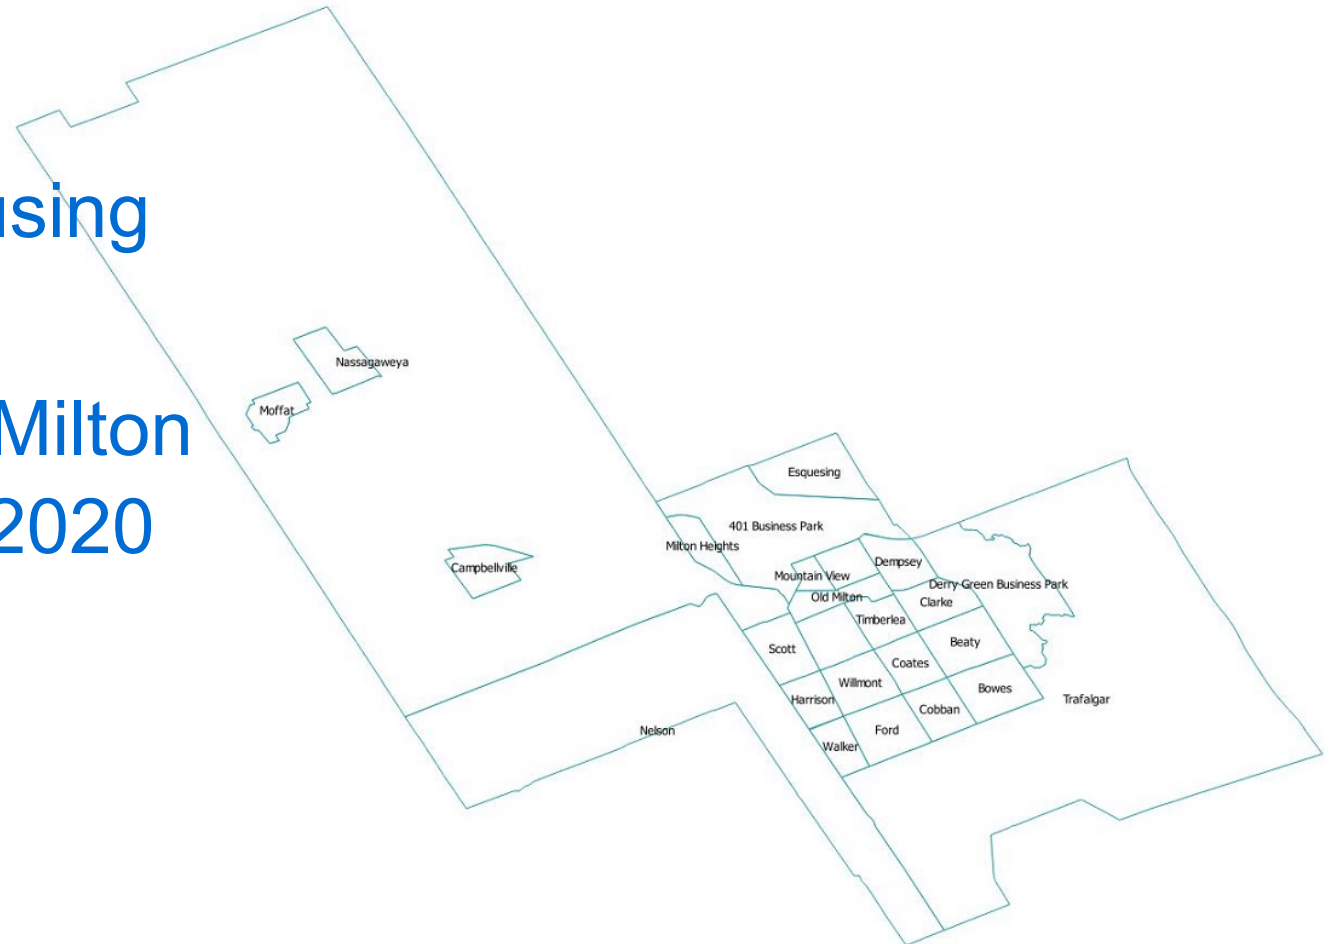 using
Milton
2020
Nassagaweya
Moffat
Campbellville
Esquesing
401 Business Park
Milton Heights
Mountain View
Dempsey
Derry Green Business Park
Old Milton
Clarke
Timberlea
Scott
Beaty
Coates
Willmont
Harrison
Bowes
Cobban
Trafalgar
Nelson
Ford
Walker